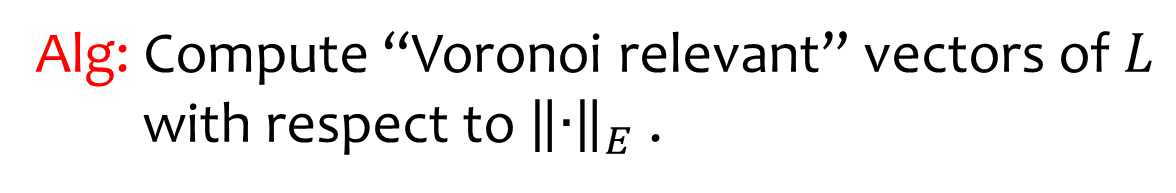 Alg: Compute “Voronoi relevant” vectors of L
with respect to ‖·‖_E .